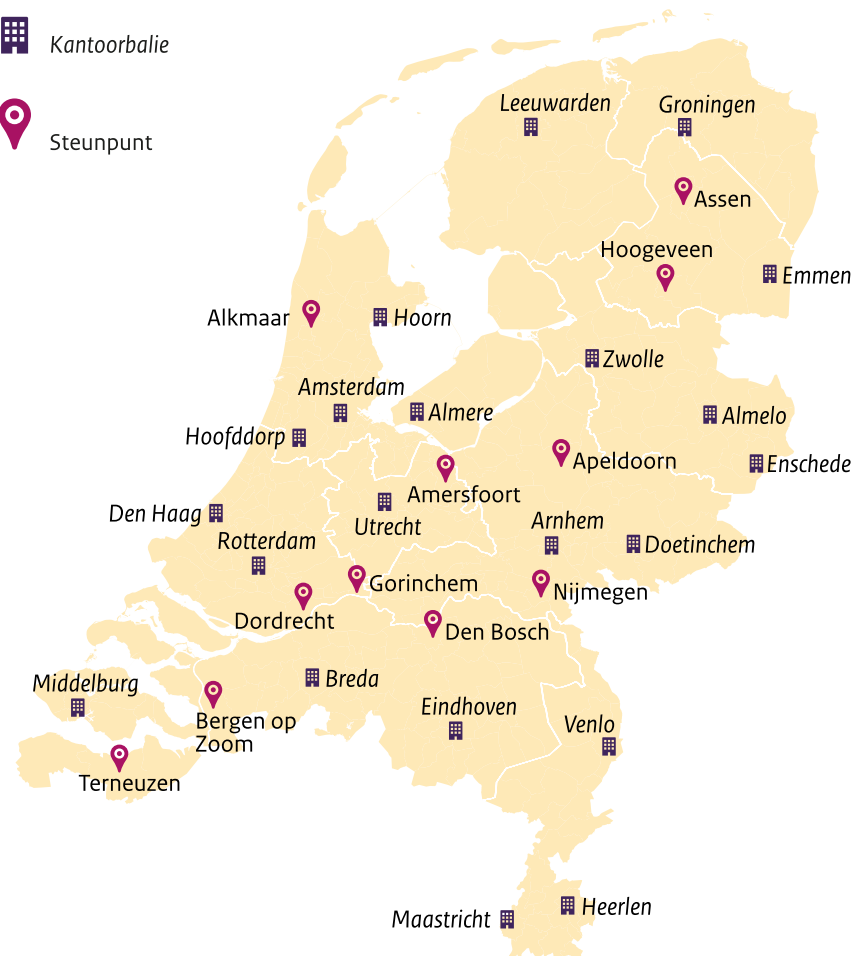 Kantoorbalie
Steunpunt
Leeuwarden
Groningen
Assen
Hoogeveen
Emmen
Alkmaar
Hoorn
Zwolle
Amsterdam
Almere
Almelo
Hoofddorp
Apeldoorn
Enschede
Amersfoort
Den Haag
Utrecht
Arnhem
Rotterdam
Doetinchem
Gorinchem
Nijmegen
Dordrecht
Den Bosch
Middelburg
Breda
Eindhoven
Bergen op
Zoom
Venlo
Terneuzen
Maastricht
Heerlen